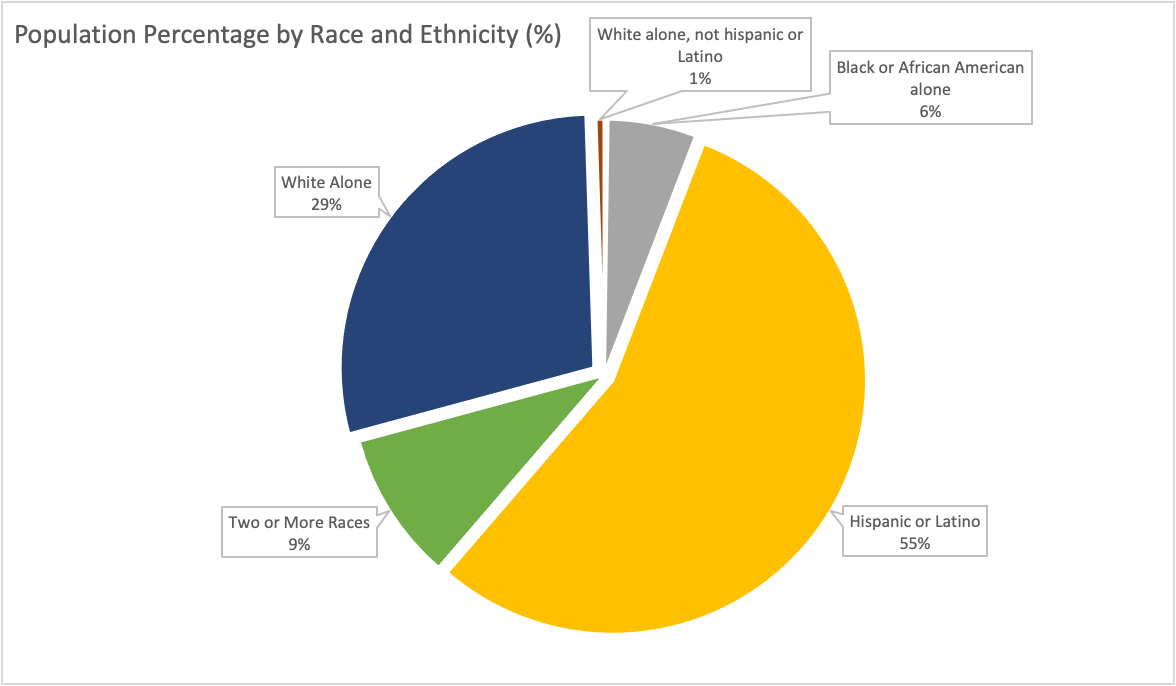 Population Percentage by Race and Ethnicity (%)
White alone, not hispanic or
Latino
1%
Black or African American
alone
6%
White Alone
29%
Two or More Races
9%
Hispanic or Latino
55%